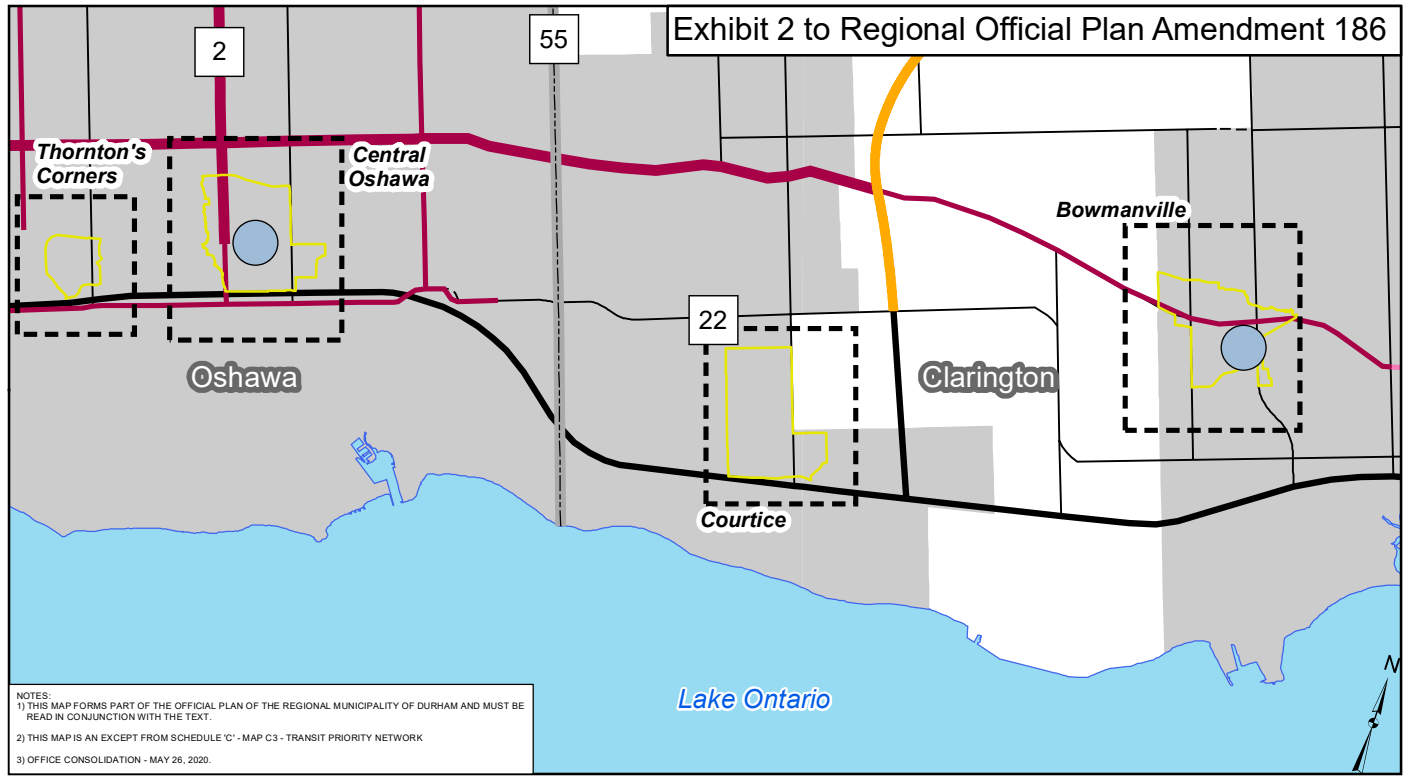 Exhibit 2 to Regional Official Plan Amendment 186
2
55
Thornton's
Corners
Central
Oshawa
Bowmanville
22
Oshawa
Clarington
Courtice
Lake Ontario
N
NOTES:
1) THIS MAP FORMS PART OF THE OFFICIAL PLAN OF THE REGIONAL MUNICIPALITY OF DURHAM AND MUST BE
READ IN CONJUNCTION WITH THE TEXT.
2) THIS MAP IS AN EXCEPT FROM SCHEDULE 'C' - MAP C3 - TRANSIT PRIORITY NETWORK
3) OFFICE CONSOLIDATION - MAY 26, 2020.